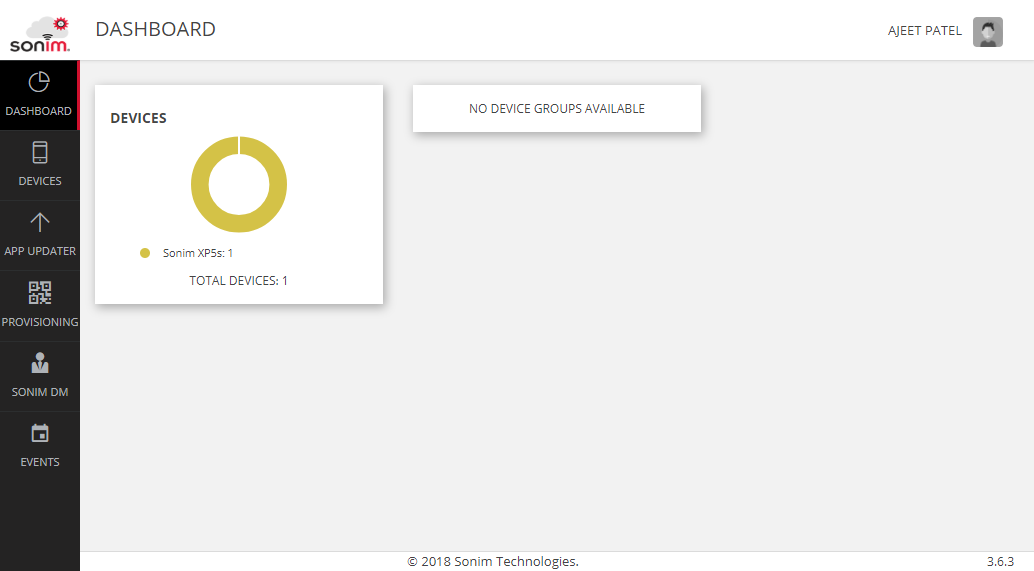 sonim.
DASHBOARD
AJEET PATEL
DASHBOARD
DEVICES
APP UPDATER
PROVISIONING
SONIM DM
EVENTS
DEVICES
Sonim XP5s: 1
TOTAL DEVICES: 1
NO DEVICE GROUPS AVAILABLE
© 2018 Sonim Technologies.
3.6.3